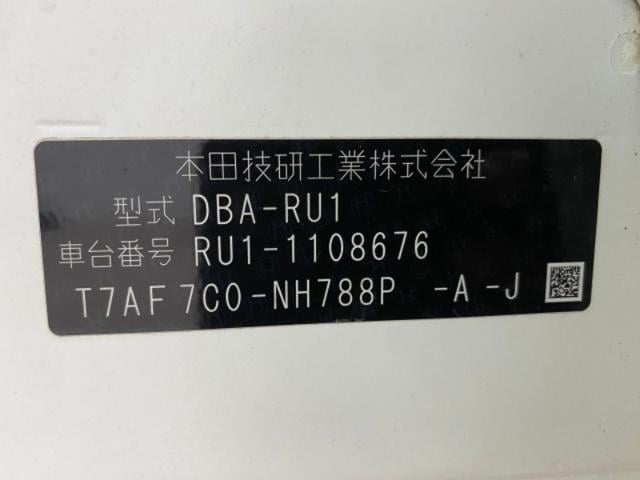 本田技研工業株式会社
型式 DBA-RU1
車台番号 RU1-1108676
T7AF7C0-NH788P -A-J